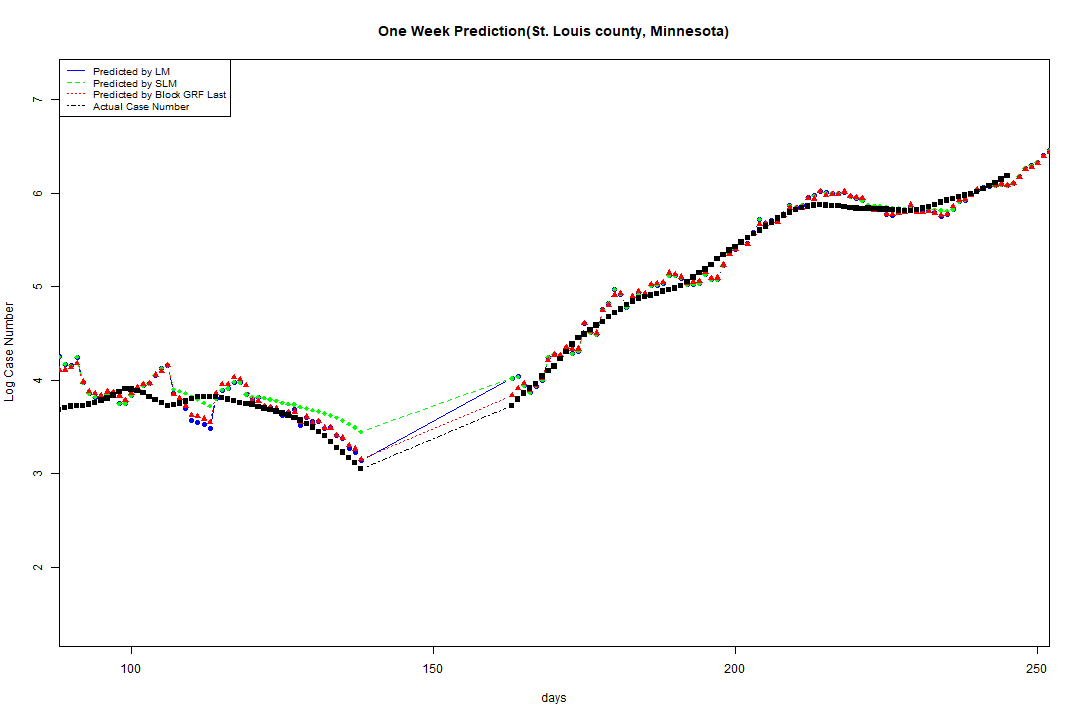 One Week Prediction(St. Louis county, Minnesota)
Predicted by LM
Predicted by SLM
Predicted by Block GRF Last
Actual Case Number
7
6
5
4
3
2
Log Case Number
100
150
200
250
days